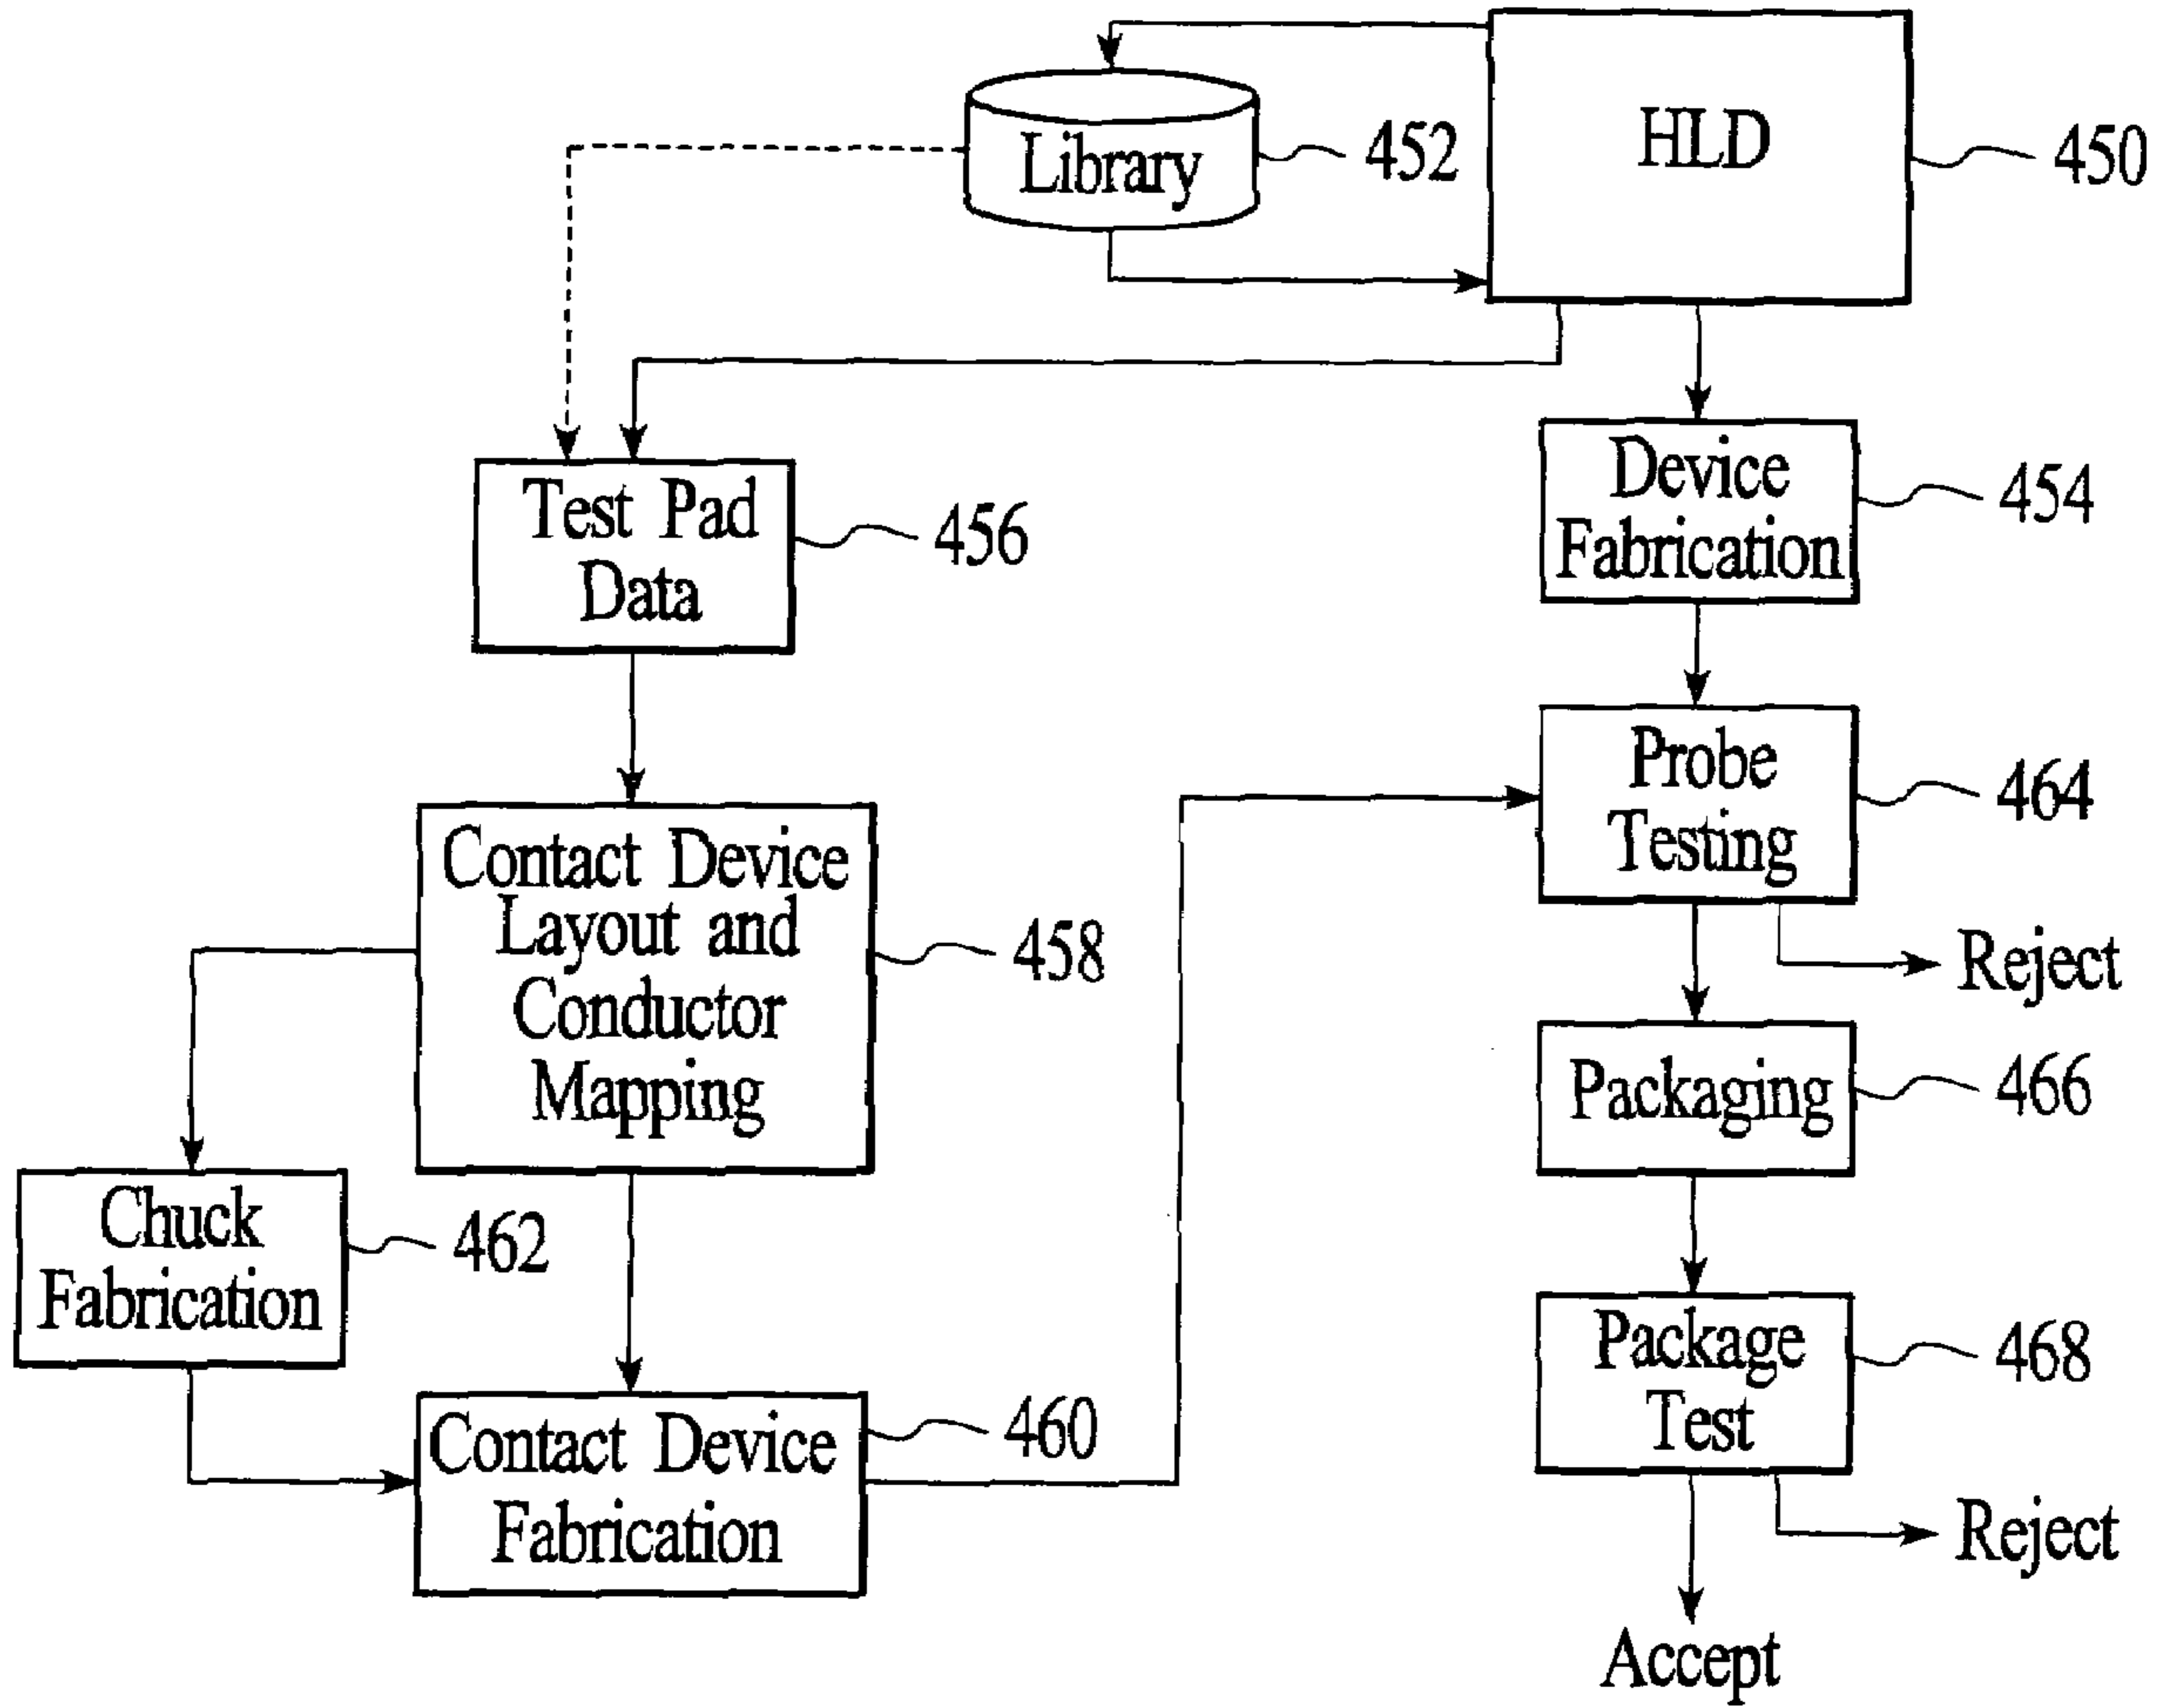 HLD
450
Library
452
Device
Fabrication
454
Test Pad
Data
456
Probe
Testing
464
Contact Device
Layout and
Conductor
Mapping
458
Reject
Packaging
466
Chuck
Fabrication
462
Package
Test
468
Contact Device
Fabrication
460
Reject
Accept